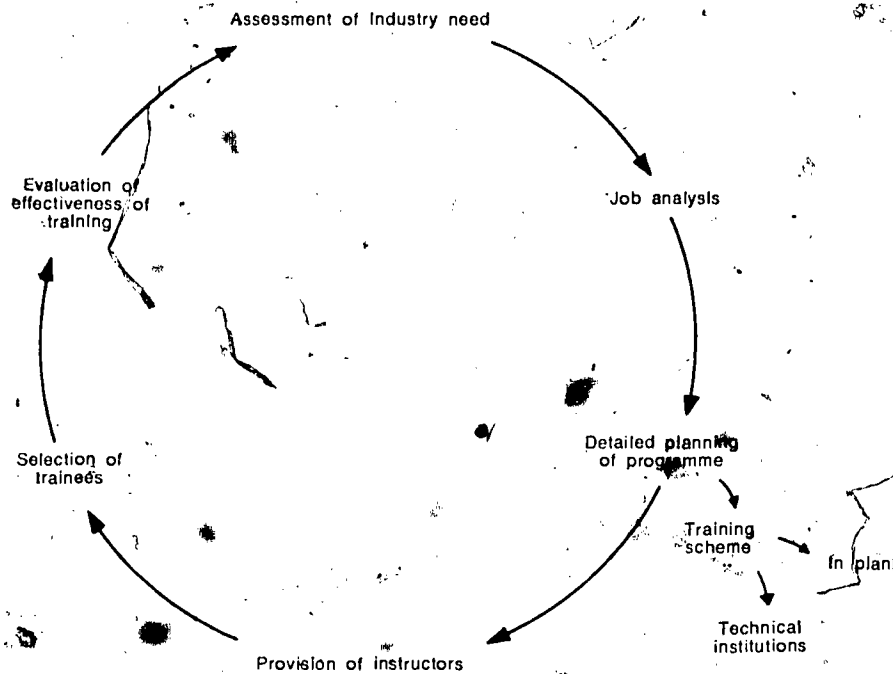 Assessment of industry need
Evaluation of
effectiveness of
training
Job analysis
Detailed planning
of programme
Selection of
trainees
Training
scheme
In plan
Technical
institutions
Provision of instructors